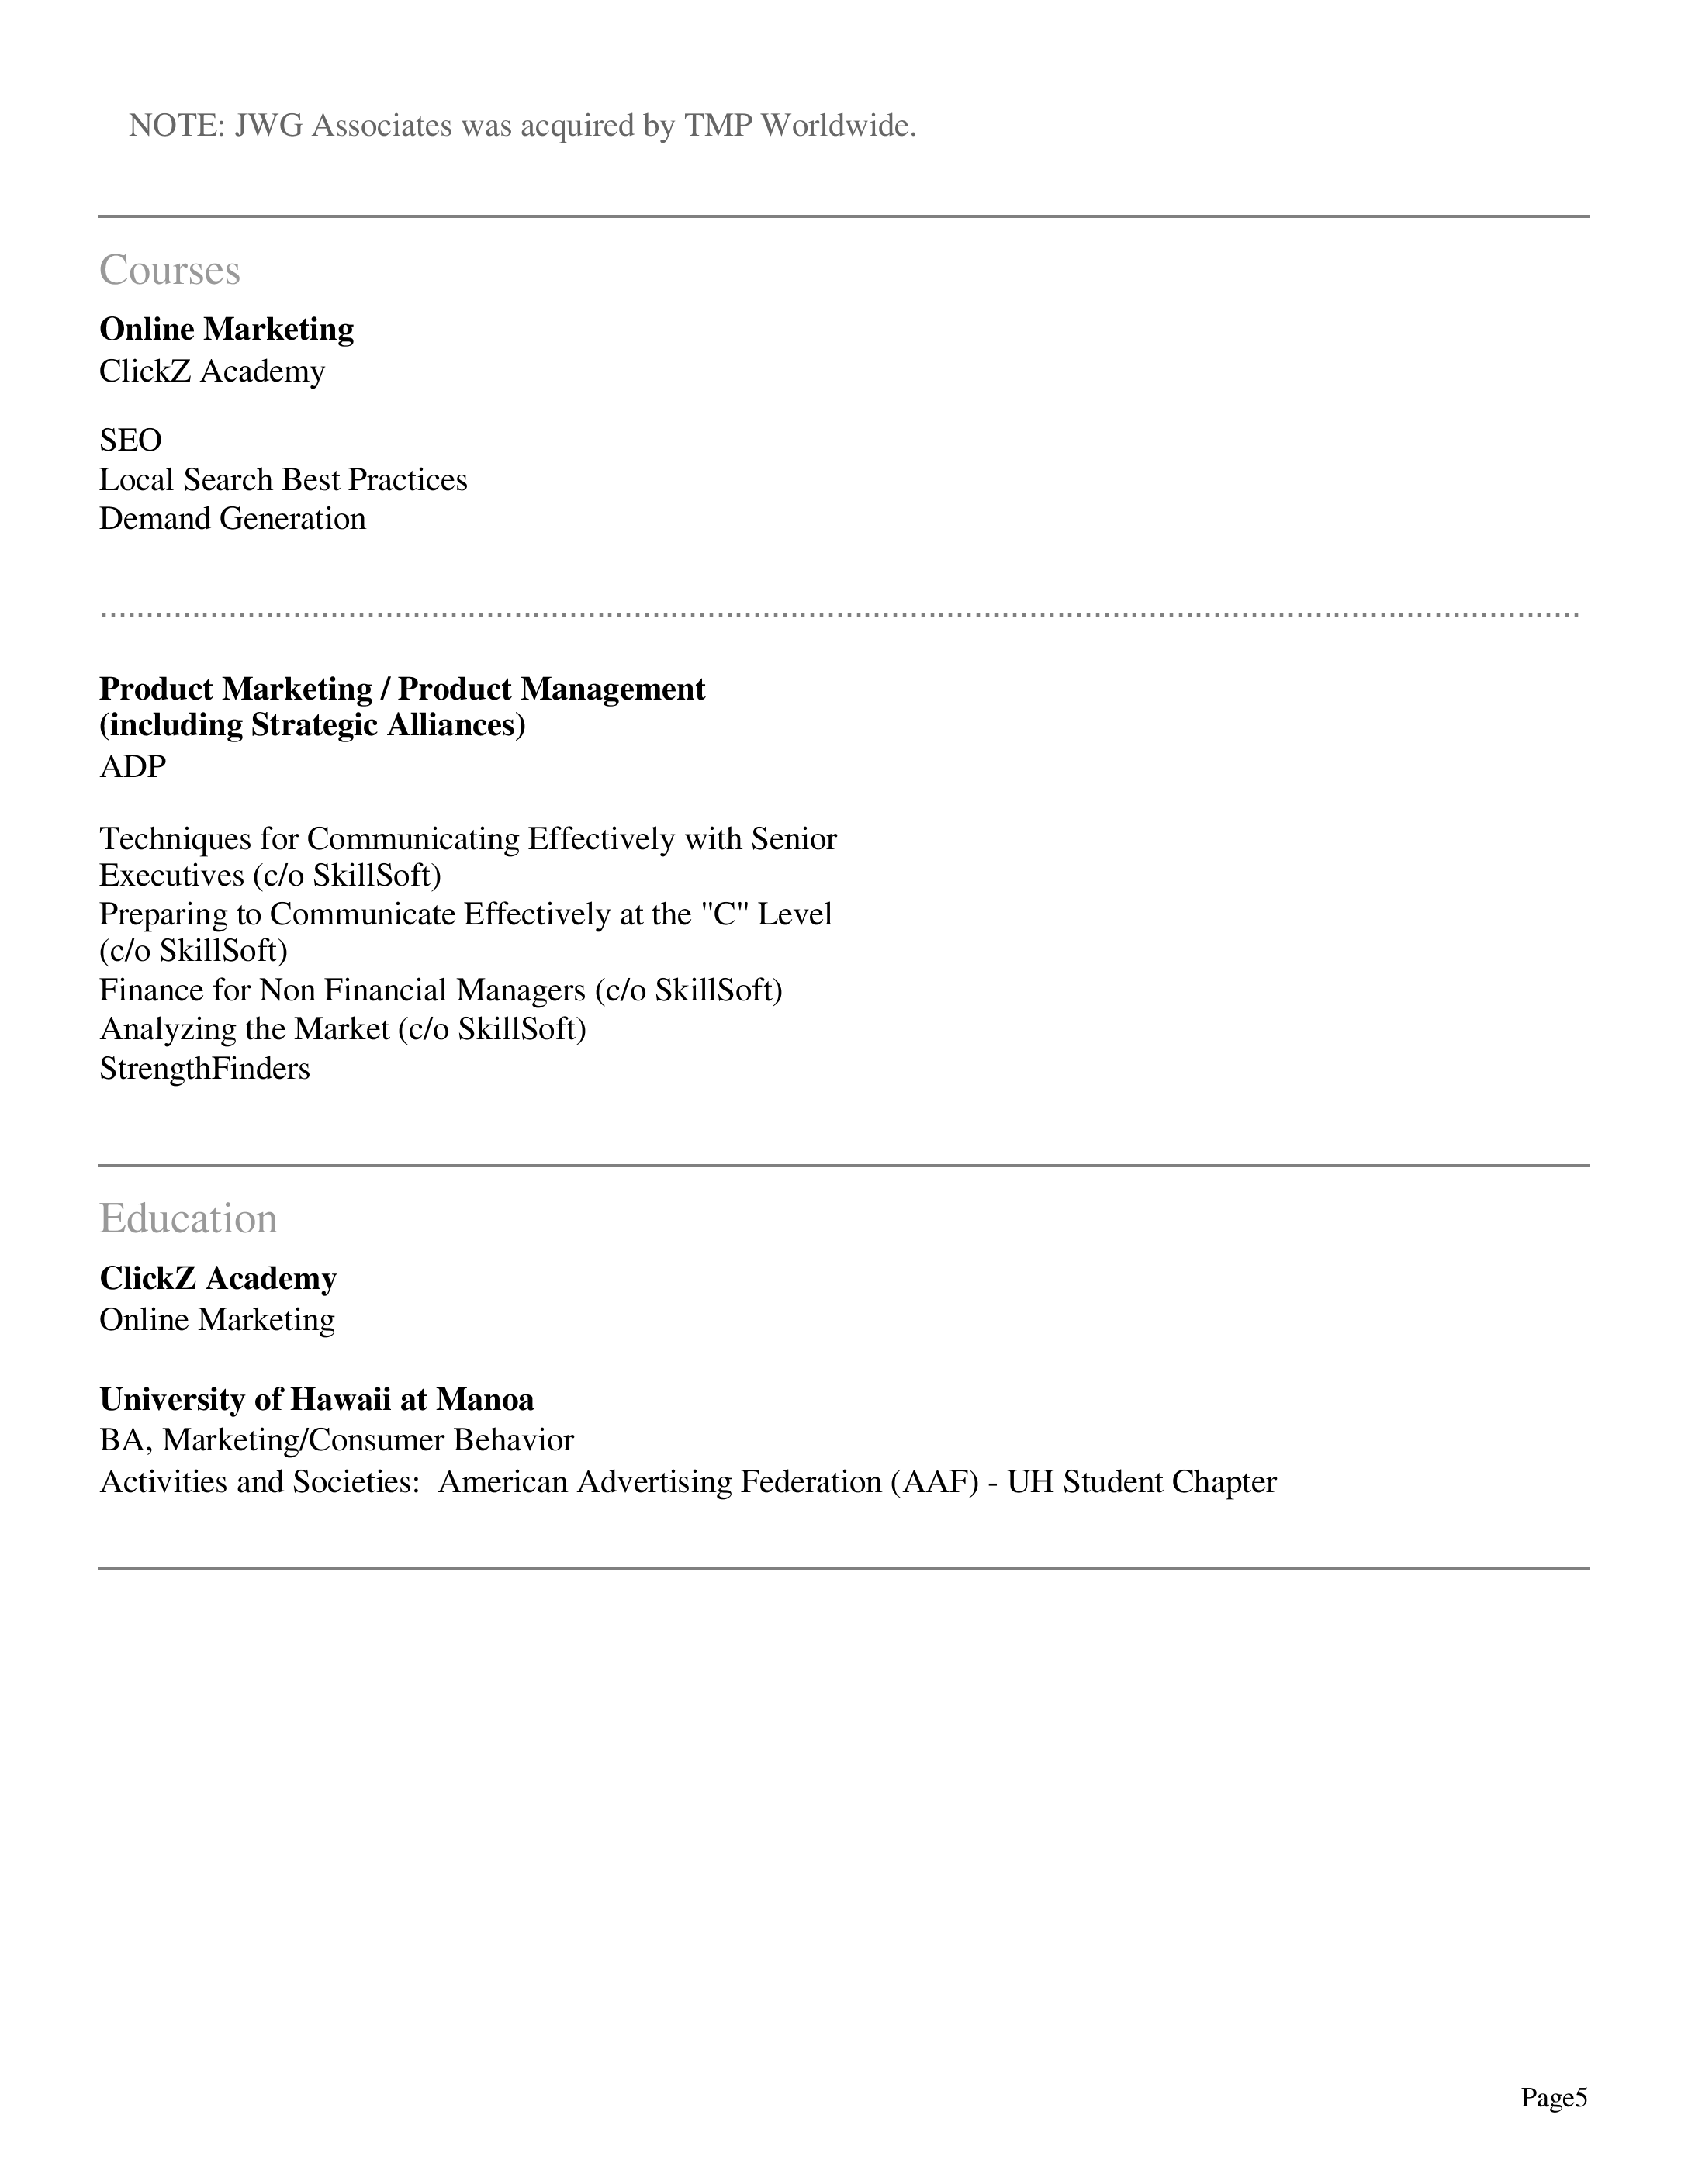 NOTE: JWG Associates was acquired by TMP Worldwide.
Courses
Online Marketing
ClickZ Academy
SEO
Local Search Best Practices
Demand Generation
Product Marketing / Product Management
(including Strategic Alliances)
ADP
Techniques for Communicating Effectively with Senior
Executives (c/o SkillSoft)
Preparing to Communicate Effectively at the "C" Level
(c/o SkillSoft)
Finance for Non Financial Managers (c/o SkillSoft)
Analyzing the Market (c/o SkillSoft)
StrengthFinders
Education
ClickZ Academy
Online Marketing
University of Hawaii at Manoa
BA, Marketing/Consumer Behavior
Activities and Societies:  American Advertising Federation (AAF) - UH Student Chapter
Page5